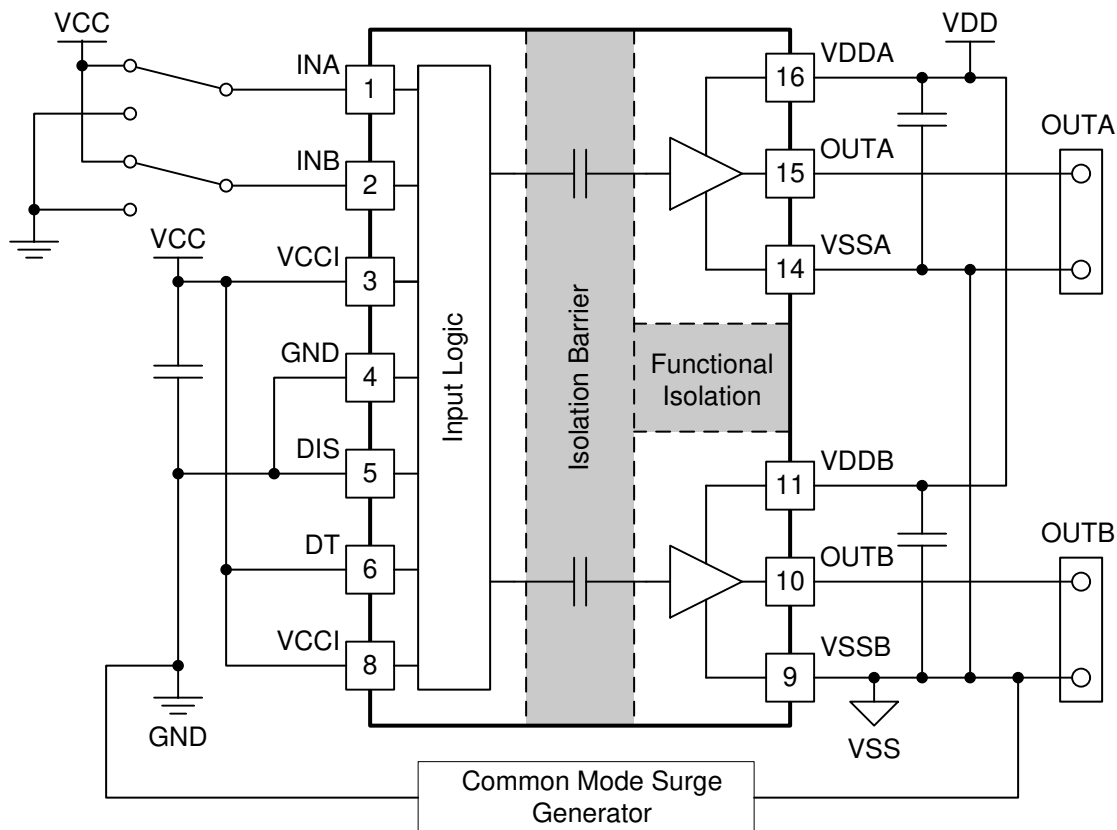 VCC
VDD
INA
1
16
VDDA
OUTA
INB
2
15
OUTA
VCC
VCCI
3
14
VSSA
Input Logic
Isolation Barrier
GND
4
Functional
Isolation
DIS
5
11
VDDB
DT
6
10
OUTB
OUTB
VCCI
8
9
VSSB
GND
VSS
Common Mode Surge
Generator